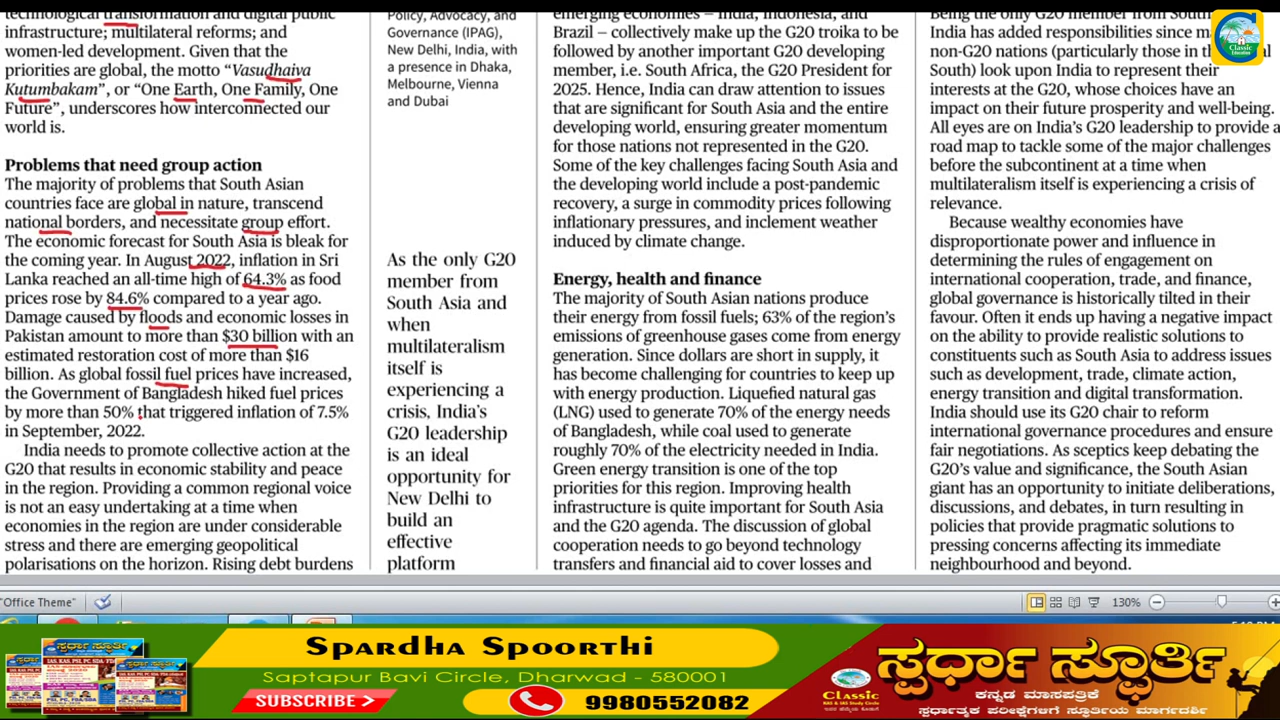 technological Transformation and digital public
infrastructure; multilateral reforms; and
women-led development. Given that the
priorities are global, the motto “Vasudhaiva
Kutumbakam”, or “One Earth, One Family, One
Future”, underscores how interconnected our
world is.
Problems that need group action
The majority of problems that South Asian
countries face are global in nature, transcend
national borders, and necessitate group effort.
The economic forecast for South Asia is bleak for
the coming year. In August 2022, inflation in Sri
Lanka reached an all-time high of 64.3% as food
prices rose by 84.6% compared to a year ago.
Damage caused by floods and economic losses in
Pakistan amount to more than $30 billion with an
estimated restoration cost of more than $16
billion. As global fossil fuel prices have increased,
the Government of Bangladesh hiked fuel prices
by more than 50% that triggered inflation of 7.5%
in September, 2022.
India needs to promote collective action at the
G20 that results in economic stability and peace
in the region. Providing a common regional voice
is not an easy undertaking at a time when
economies in the region are under considerable
stress and there are emerging geopolitical
polarisations on the horizon. Rising debt burdens
Policy, Advocacy, and
Governance (IPAG),
New Delhi, India, with
a presence in Dhaka,
Melbourne, Vienna
and Dubai
As the only G20
member from
South Asia and
when
multilateralism
itself is
experiencing a
crisis, India’s
G20 leadership
is an ideal
opportunity for
New Delhi to
build an
effective
platform
emerging economies – India, Indonesia, and
Brazil – collectively make up the G20 troika to be
followed by another important G20 developing
member, i.e. South Africa, the G20 President for
2025. Hence, India can draw attention to issues
that are significant for South Asia and the entire
developing world, ensuring greater momentum
for those nations not represented in the G20.
Some of the key challenges facing South Asia and
the developing world include a post-pandemic
recovery, a surge in commodity prices following
inflationary pressures, and inclement weather
induced by climate change.
Energy, health and finance
The majority of South Asian nations produce
their energy from fossil fuels; 63% of the region’s
emissions of greenhouse gases come from energy
generation. Since dollars are short in supply, it
has become challenging for countries to keep up
with energy production. Liquefied natural gas
(LNG) used to generate 70% of the energy needs
of Bangladesh, while coal used to generate
roughly 70% of the electricity needed in India.
Green energy transition is one of the top
priorities for this region. Improving health
infrastructure is quite important for South Asia
and the G20 agenda. The discussion of global
cooperation needs to go beyond technology
transfers and financial aid to cover losses and
Being the only G20 member from South
India has added responsibilities since
non-G20 nations (particularly those in
South) look upon India to represent their
interests at the G20, whose choices have an
impact on their future prosperity and well-being.
All eyes are on India’s G20 leadership to provide a
road map to tackle some of the major challenges
before the subcontinent at a time when
multilateralism itself is experiencing a crisis of
relevance.
Because wealthy economies have
disproportionate power and influence in
determining the rules of engagement on
international cooperation, trade, and finance,
global governance is historically tilted in their
favour. Often it ends up having a negative impact
on the ability to provide realistic solutions to
constituents such as South Asia to address issues
such as development, trade, climate action,
energy transition and digital transformation.
India should use its G20 chair to reform
international governance procedures and ensure
fair negotiations. As sceptics keep debating the
G20’s value and significance, the South Asian
giant has an opportunity to initiate deliberations,
discussions, and debates, in turn resulting in
policies that provide pragmatic solutions to
pressing concerns affecting its immediate
neighbourhood and beyond.
Classic
Education
"Office Theme"
130%
Spardha Spoorthi
Saptapur Bavi Circle, Dharwad - 580001
SUBSCRIBE
9980552082
ಸ್ಪರ್ಧಾ ಸ್ಫೂರ್ತಿ
ಕನ್ನಡ ಮಾಸಪತ್ರಿಕೆ
ಸ್ಪರ್ಧಾತ್ಮಕ ಪರೀಕ್ಷೆಗಳಿಗೆ ಸ್ಫೂರ್ತಿಯ ಮಾರ್ಗದರ್ಶಿ
Classic
IAS & KAS Study Circle